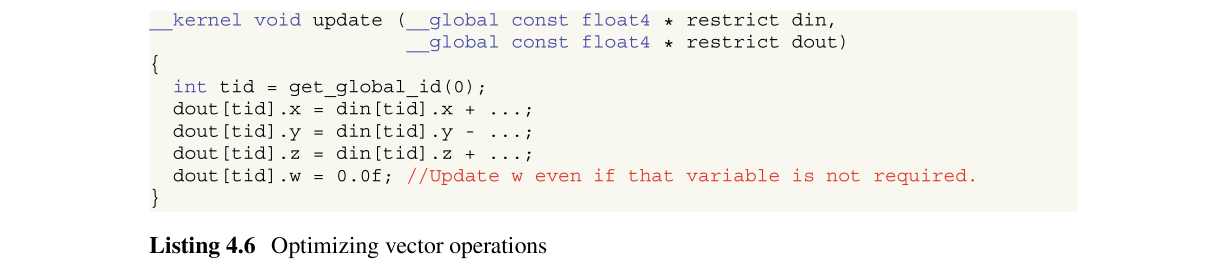 __kernel void update (__global const float4 * restrict din,
__global const float4 * restrict dout)
{
int tid = get_global_id(0);
dout[tid].x = din[tid].x + ...;
dout[tid].y = din[tid].y - ...;
dout[tid].z = din[tid].z + ...;
dout[tid].w = 0.0f; //Update w even if that variable is not required.
}
Listing 4.6 Optimizing vector operations